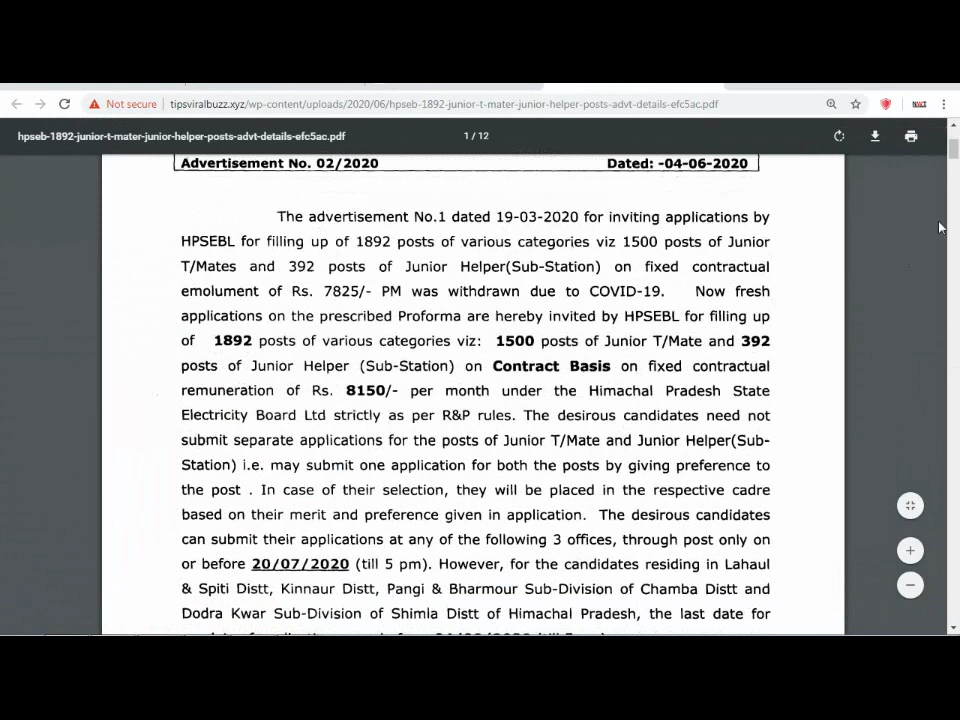 Not secure | tipsviralbuzz.xyz/wp-content/uploads/2020/06/hpseb-1892-junior-t-mater-junior-helper-posts-advt-details-efc5ac.pdf
hpseb-1892-junior-t-mater-junior-helper-posts-advt-details-efc5ac.pdf 1 / 12
Advertisement No. 02/2020 Dated: -04-06-2020
The advertisement No.1 dated 19-03-2020 for inviting applications by
HPSEBL for filling up of 1892 posts of various categories viz 1500 posts of Junior
T/Mates and 392 posts of Junior Helper(Sub-Station) on fixed contractual
emolument of Rs. 7825/- PM was withdrawn due to COVID-19. Now fresh
applications on the prescribed Proforma are hereby invited by HPSEBL for filling up
of 1892 posts of various categories viz: 1500 posts of Junior T/Mate and 392
posts of Junior Helper (Sub-Station) on Contract Basis on fixed contractual
remuneration of Rs. 8150/- per month under the Himachal Pradesh State
Electricity Board Ltd strictly as per R&P rules. The desirous candidates need not
submit separate applications for the posts of Junior T/Mate and Junior Helper(Sub-
Station) i.e. may submit one application for both the posts by giving preference to
the post . In case of their selection, they will be placed in the respective cadre
based on their merit and preference given in application. The desirous candidates
can submit their applications at any of the following 3 offices, through post only on
or before 20/07/2020 (till 5 pm). However, for the candidates residing in Lahaul
& Spiti Distt, Kinnaur Distt, Pangi & Bharmour Sub-Division of Chamba Distt and
Dodra Kwar Sub-Division of Shimla Distt of Himachal Pradesh, the last date for